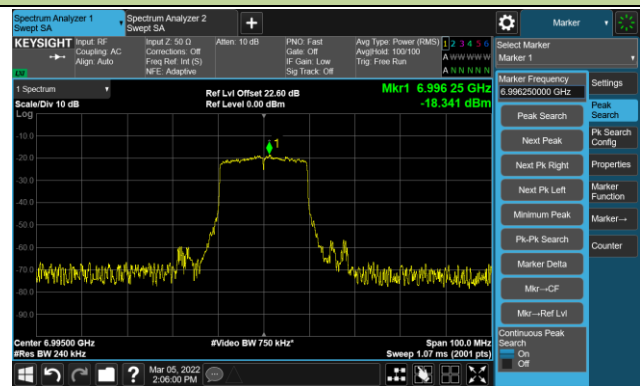 Spectrum Analyzer 1
Swept SA
Spectrum Analyzer 2
Swept SA
Marker
KEYSIGHT
Input: RF
Coupling: AC
Align: Auto
Input Z: 50 Ω
Corrections: Off
Freq Ref: Int (S)
NFE: Adaptive
Atten: 10 dB
PNO: Fast
Gate: Off
IF Gain: Low
Sig Track: Off
Avg Type: Power (RMS)
Avg|Hold: 100/100
Trig: Free Run
1 2 3 4 5 6
A W W W W W
A N N N N N
LXI
Select Marker
Marker 1
1 Spectrum
Scale/Div 10 dB
Log
Ref Lvl Offset 22.60 dB
Ref Level 0.00 dBm
Mkr1 6.996 25 GHz
-18.341 dBm
Marker Frequency
6.996250000 GHz
Peak Search
Next Peak
Next Pk Right
Next Pk Left
Minimum Peak
Pk-Pk Search
Marker Delta
Mkr→CF
Mkr→Ref Lvl
Continuous Peak
Search
On
Off
Settings
Peak
Search
Pk Search
Config
Properties
Marker
Function
Marker→
Counter
-10.0
-20.0
-30.0
-40.0
-50.0
-60.0
-70.0
-80.0
-90.0
1
Center 6.99500 GHz
#Res BW 240 kHz
#Video BW 750 kHz*
Span 100.0 MHz
Sweep 1.07 ms (2001 pts)
?
Mar 05, 2022
2:06:00 PM